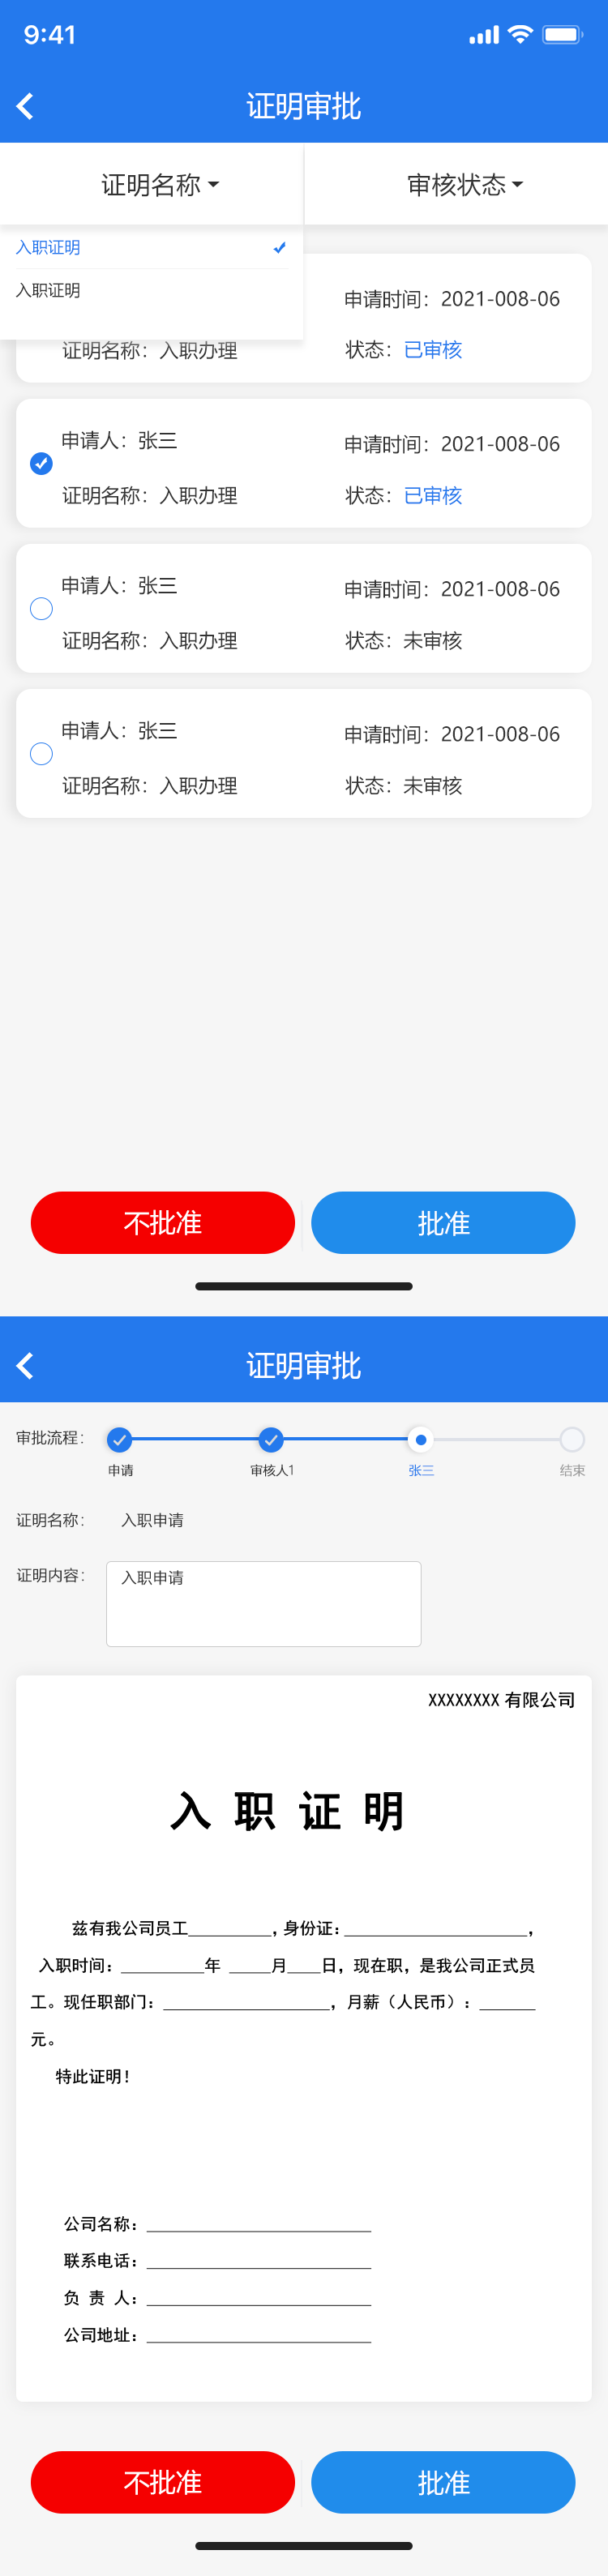 9:41
证明审批
证明名称 审核状态
入职证明
入职证明
申请时间：2021-008-06
证明名称：入职办理 状态：已审核
申请人：张三 申请时间：2021-008-06
证明名称：入职办理 状态：已审核
申请人：张三 申请时间：2021-008-06
证明名称：入职办理 状态：未审核
申请人：张三 申请时间：2021-008-06
证明名称：入职办理 状态：未审核
不批准 批准
证明审批
审批流程：
申请 审核人1 张三 结束
证明名称： 入职申请
证明内容： 入职申请
XXXXXXXX 有限公司
入 职 证 明
兹有我公司员工__________，身份证：______________________，
入职时间：__________年 _____月____日，现在职，是我公司正式员
工。现任职部门：____________________，月薪（人民币）：_______
元。
特此证明！
公司名称：___________________________
联系电话：___________________________
负 责 人：___________________________
公司地址：___________________________
不批准 批准